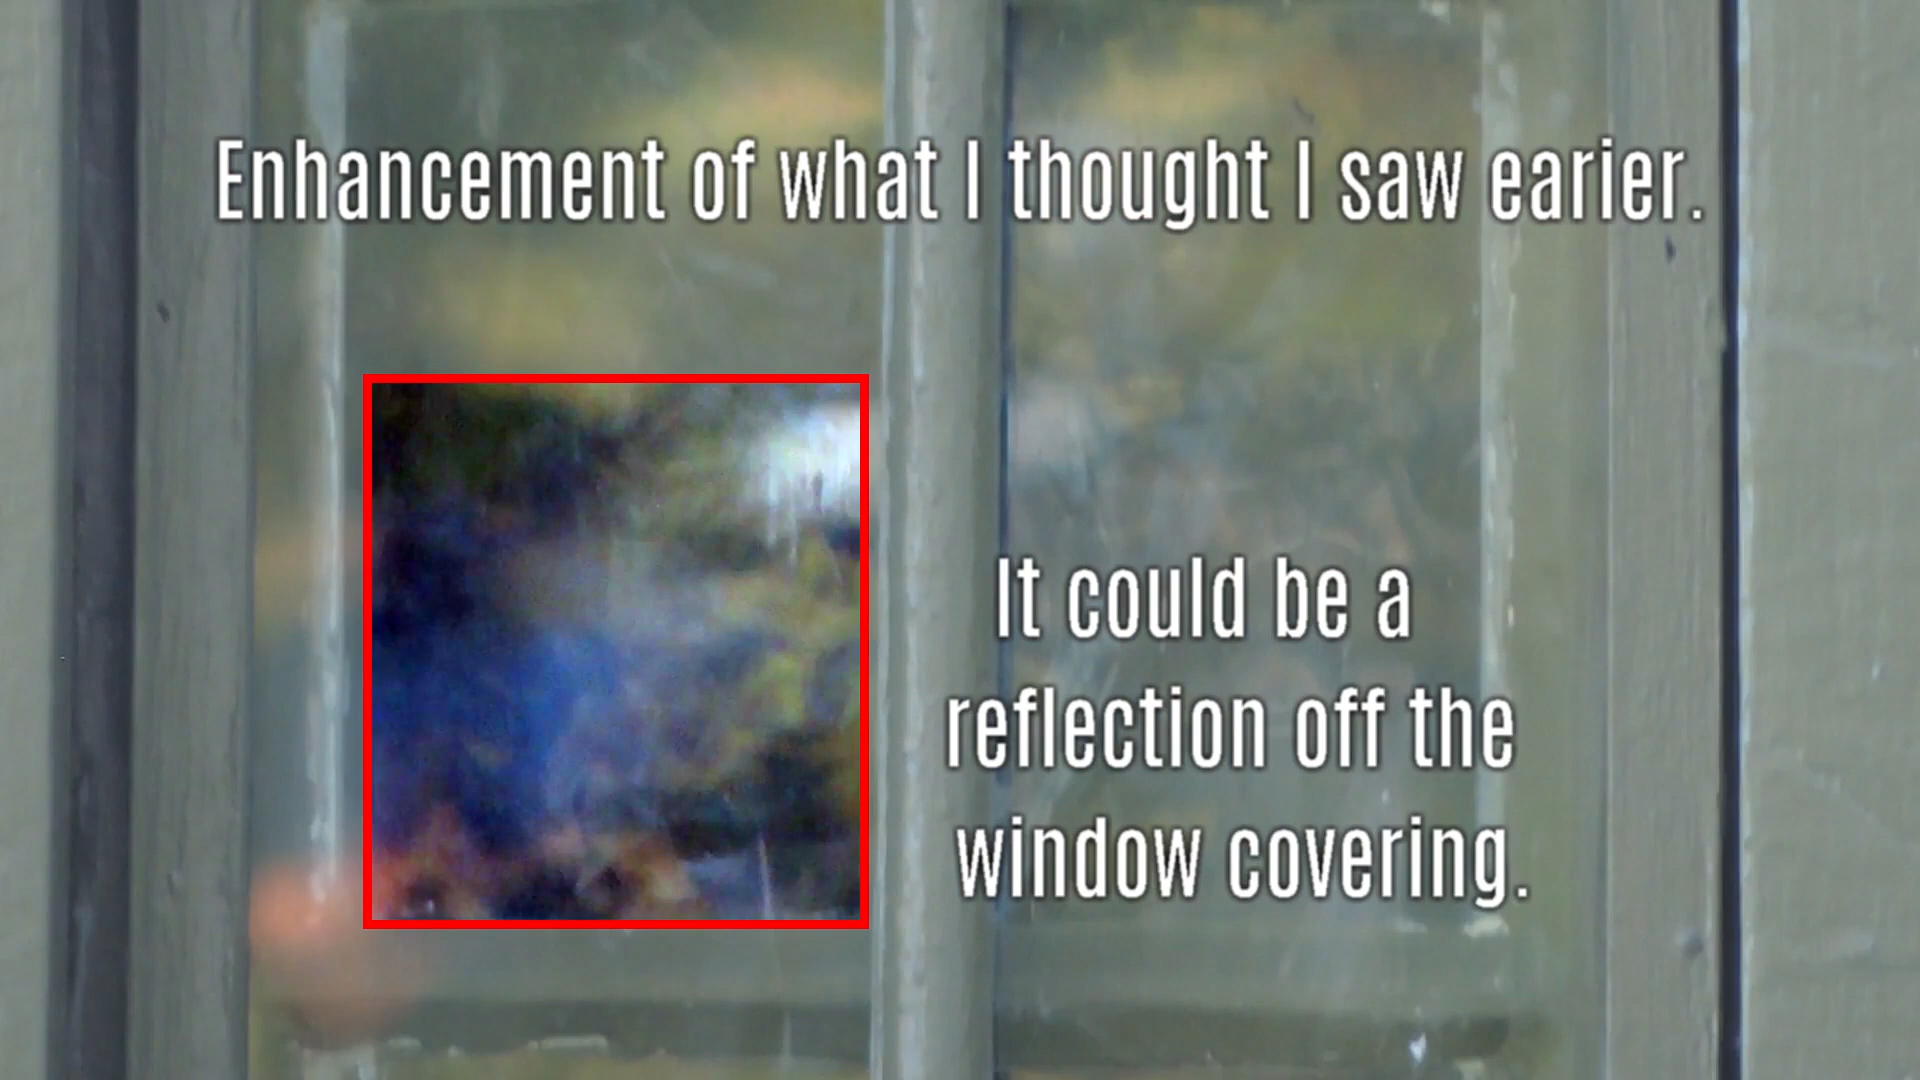 Enhancement of what I thought I saw earier.
It could be a
reflection off the
window covering.